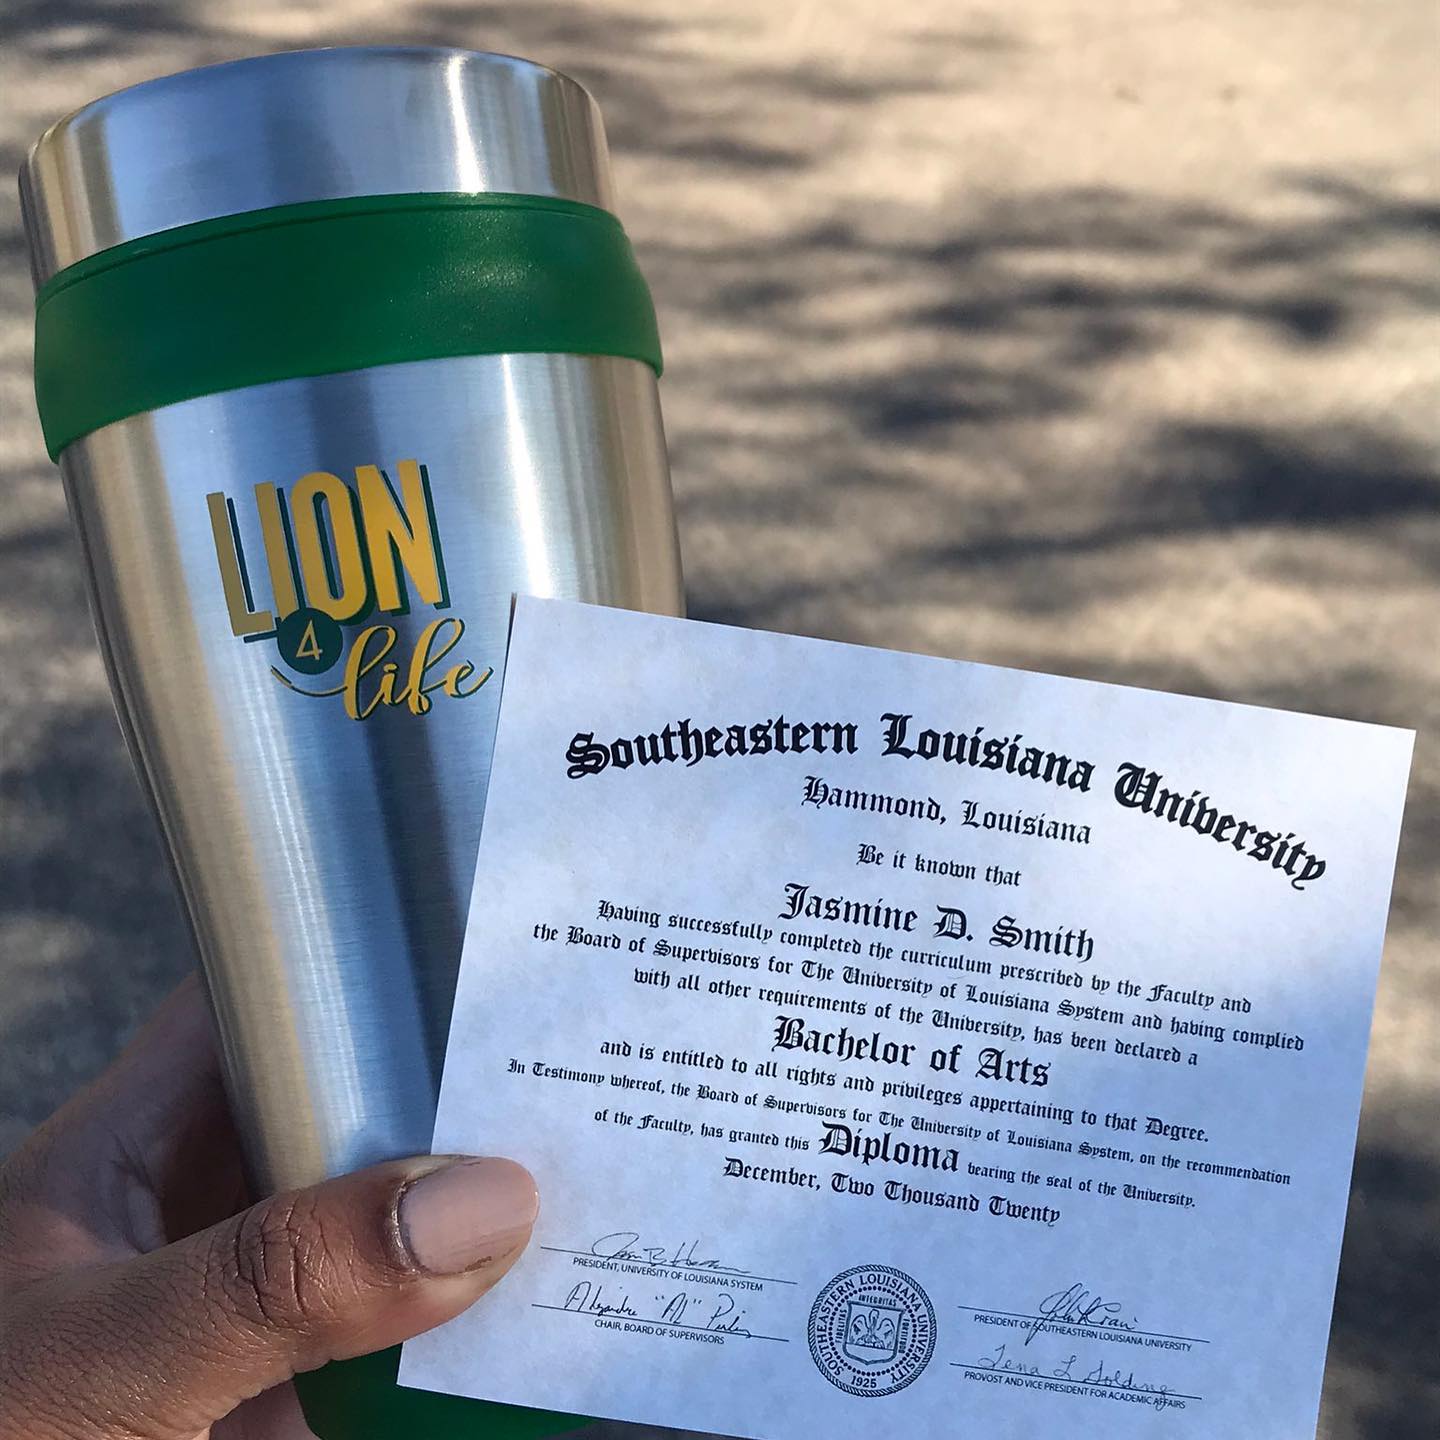 LION
4
life
Southeastern Louisiana University
Hammond, Louisiana
Be it known that
Jasmine D. Smith
Having successfully completed the curriculum prescribed by the Faculty and
the Board of Supervisors for The University of Louisiana System and having complied
with all other requirements of the University, has been declared a
Bachelor of Arts
and is entitled to all rights and privileges appertaining to that Degree.
In Testimony whereof, the Board of Supervisors for The University of Louisiana System, on the recommendation
of the Faculty, has granted this Diploma bearing the seal of the University.
December, Two Thousand Twenty
PRESIDENT, UNIVERSITY OF LOUISIANA SYSTEM
"Al"
CHAIR, BOARD OF SUPERVISORS
SOUTHEASTERN LOUISIANA UNIVERSITY
INTEGRITAS
FIDELITAS
1925
PRESIDENT OF SOUTHEASTERN LOUISIANA UNIVERSITY
Tena L Golding
PROVOST AND VICE PRESIDENT FOR ACADEMIC AFFAIRS